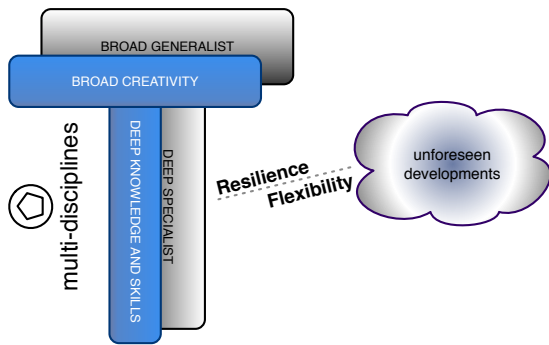 BROAD GENERALIST
BROAD CREATIVITY
DEEP KNOWLEDGE AND SKILLS
DEEP SPECIALIST
multi-disciplines
Resilience
Flexibility
unforeseen
developments